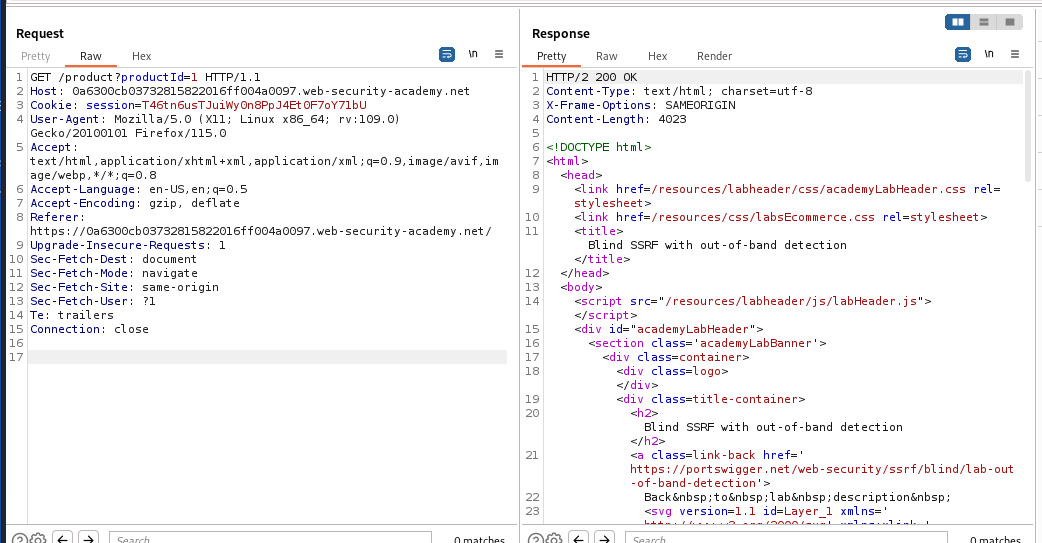 Request
Pretty Raw Hex \n
1 GET /product?productId=1 HTTP/1.1
2 Host: 0a6300cb03732815822016ff004a0097.web-security-academy.net
3 Cookie: session=T46tn6usTJuiWy0n8PpJ4Et0F7oY71bU
4 User-Agent: Mozilla/5.0 (X11; Linux x86_64; rv:109.0)
Gecko/20100101 Firefox/115.0
5 Accept:
text/html,application/xhtml+xml,application/xml;q=0.9,image/avif,im
age/webp,*/*;q=0.8
6 Accept-Language: en-US,en;q=0.5
7 Accept-Encoding: gzip, deflate
8 Referer:
https://0a6300cb03732815822016ff004a0097.web-security-academy.net/
9 Upgrade-Insecure-Requests: 1
10 Sec-Fetch-Dest: document
11 Sec-Fetch-Mode: navigate
12 Sec-Fetch-Site: same-origin
13 Sec-Fetch-User: ?1
14 Te: trailers
15 Connection: close
16
17
Search 0 matches
Response
Pretty Raw Hex Render \n
1 HTTP/2 200 OK
2 Content-Type: text/html; charset=utf-8
3 X-Frame-Options: SAMEORIGIN
4 Content-Length: 4023
5
6 <!DOCTYPE html>
7 <html>
8 <head>
9 <link href=/resources/labheader/css/academyLabHeader.css rel=
stylesheet>
10 <link href=/resources/css/labsEcommerce.css rel=stylesheet>
11 <title>
Blind SSRF with out-of-band detection
</title>
12 </head>
13 <body>
14 <script src="/resources/labheader/js/labHeader.js">
</script>
15 <div id="academyLabHeader">
16 <section class='academyLabBanner'>
17 <div class=container>
18 <div class=logo>
</div>
19 <div class=title-container>
20 <h2>
Blind SSRF with out-of-band detection
</h2>
21 <a class=link-back href='
https://portswigger.net/web-security/ssrf/blind/lab-out
-of-band-detection'>
22 Back&nbsp;to&nbsp;lab&nbsp;description&nbsp;
23 <svg version=1.1 id=Layer_1 xmlns='
Search 0 matches